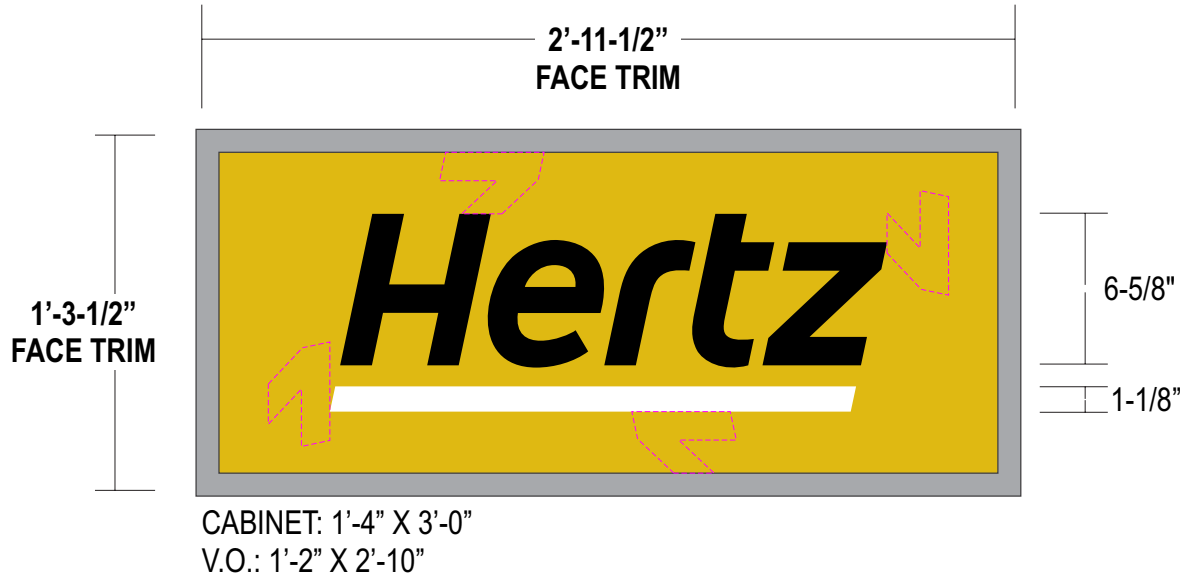 2’-11-1/2”
FACE TRIM
Hertz
1’-3-1/2”
FACE TRIM
6-5/8"
1-1/8”
CABINET: 1’-4” X 3’-0”
V.O.: 1’-2” X 2’-10”